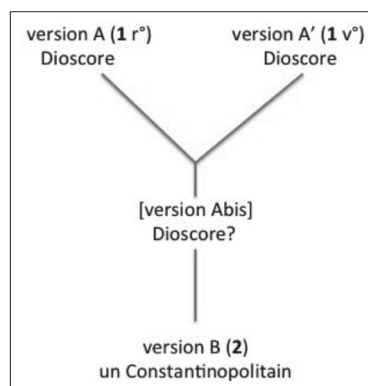 version A (1 r°)
Dioscore
version A′ (1 v°)
Dioscore
[version Abis]
Dioscore?
version B (2)
un Constantinopolitain